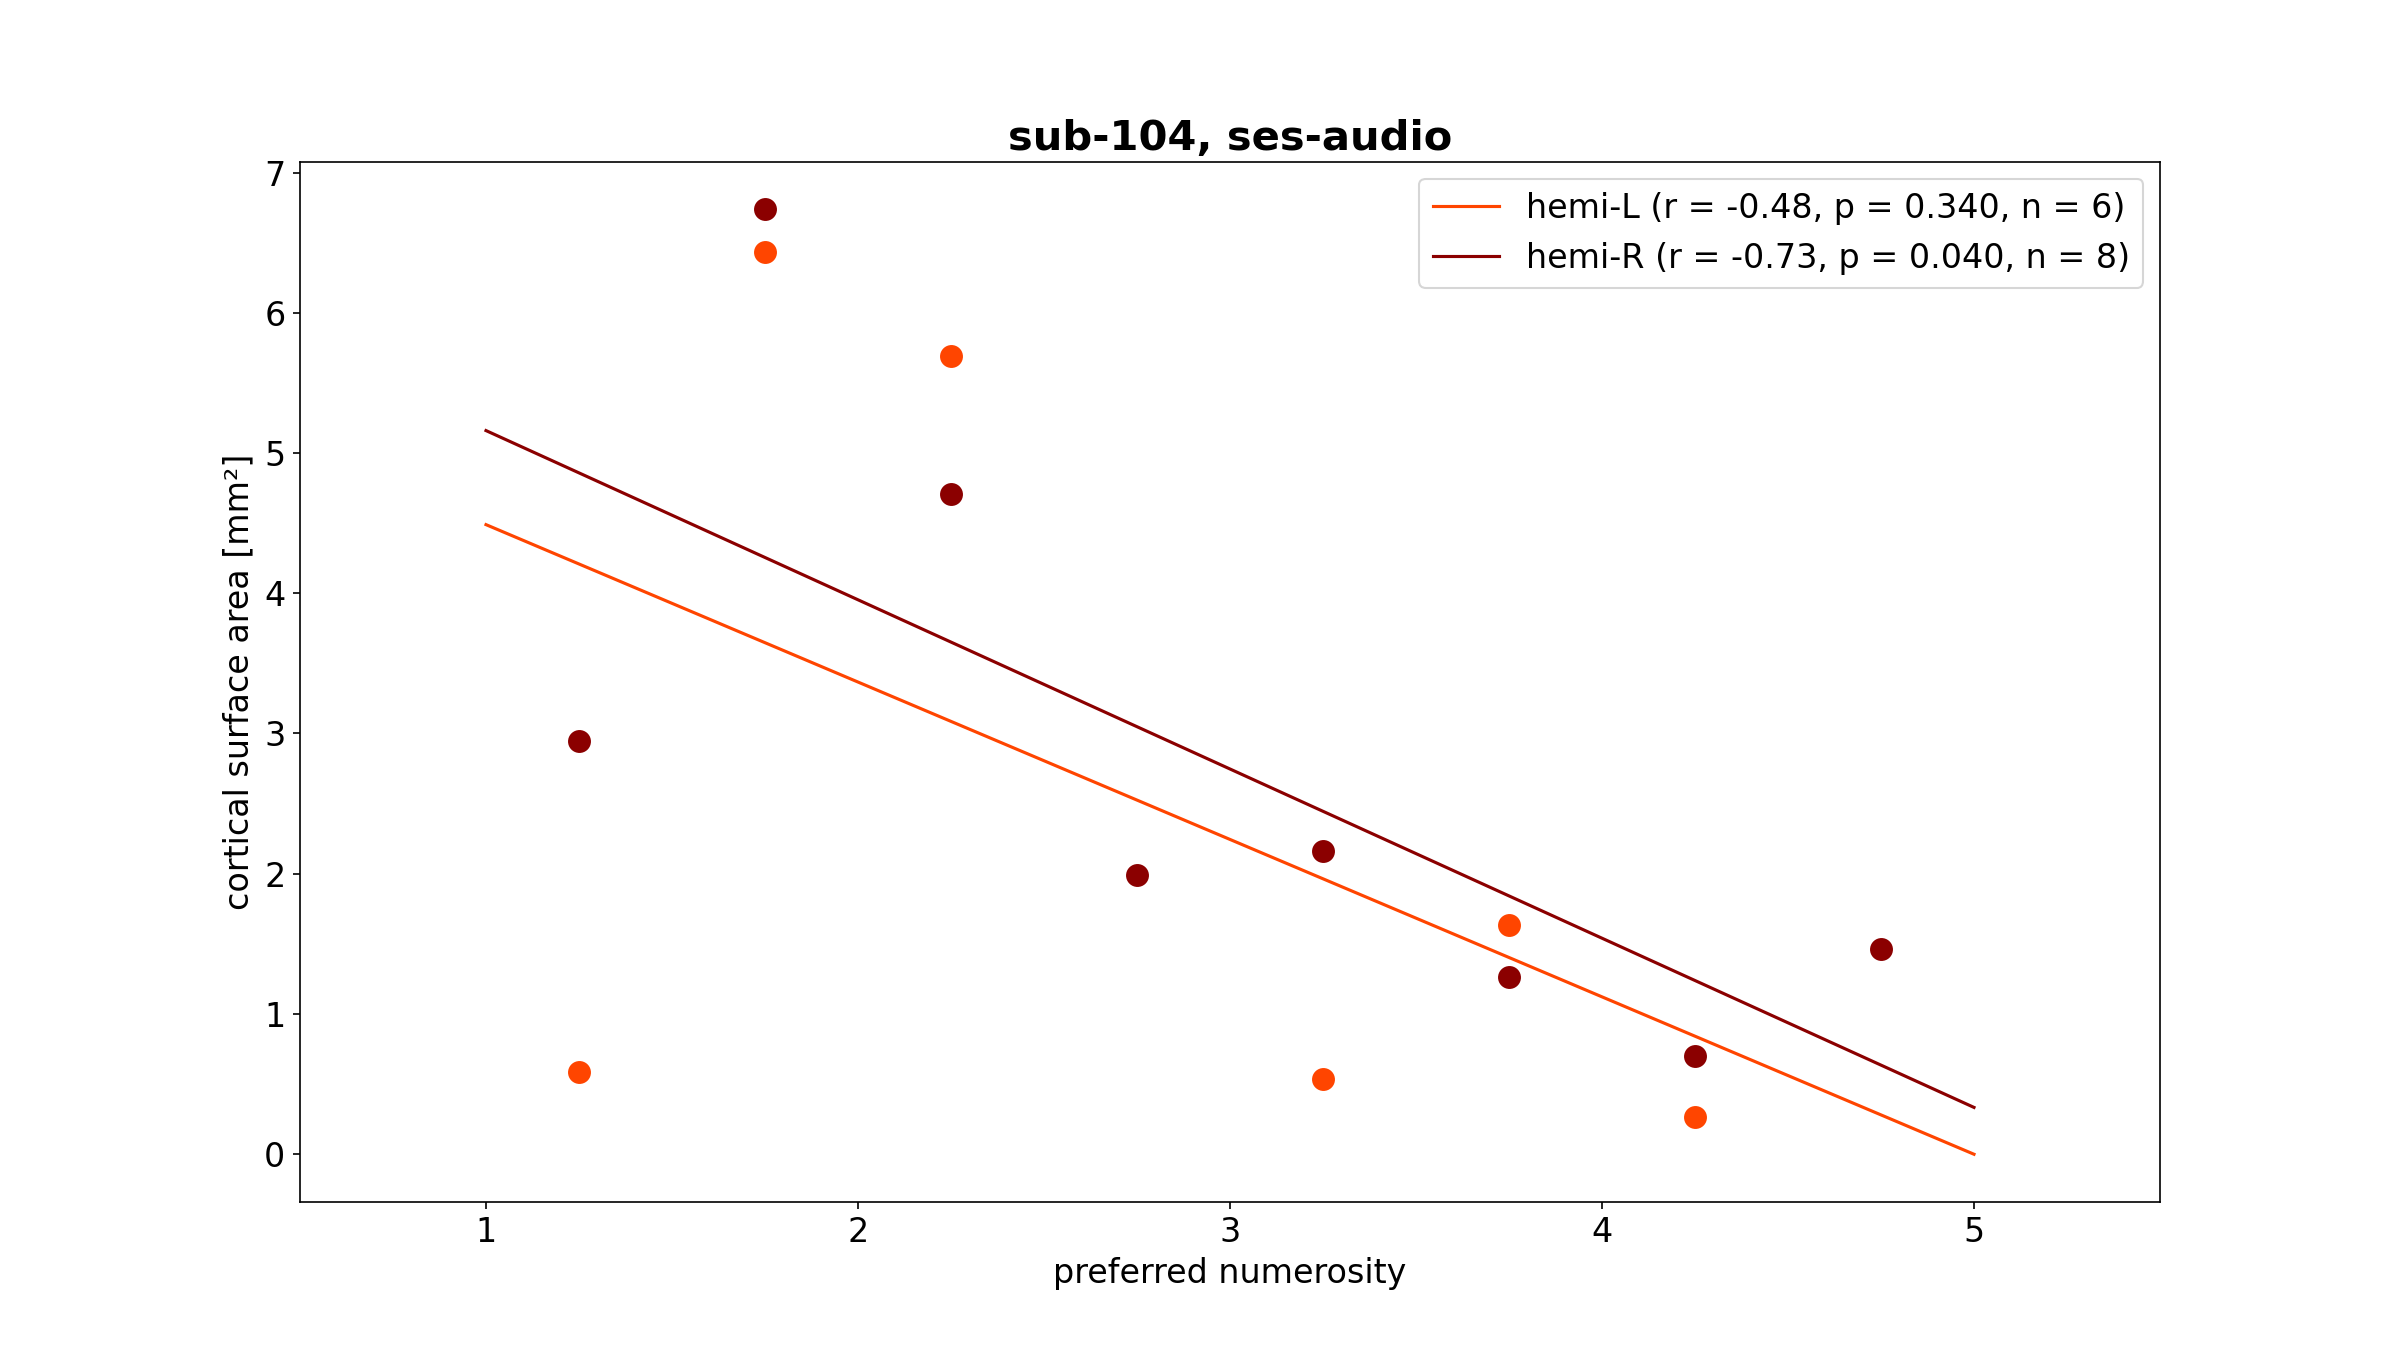 sub-104, ses-audio
hemi-L (r = -0.48, p = 0.340, n = 6)
hemi-R (r = -0.73, p = 0.040, n = 8)
cortical surface area [mm²]
7
6
5
4
3
2
1
0
1 2 3 4 5
preferred numerosity